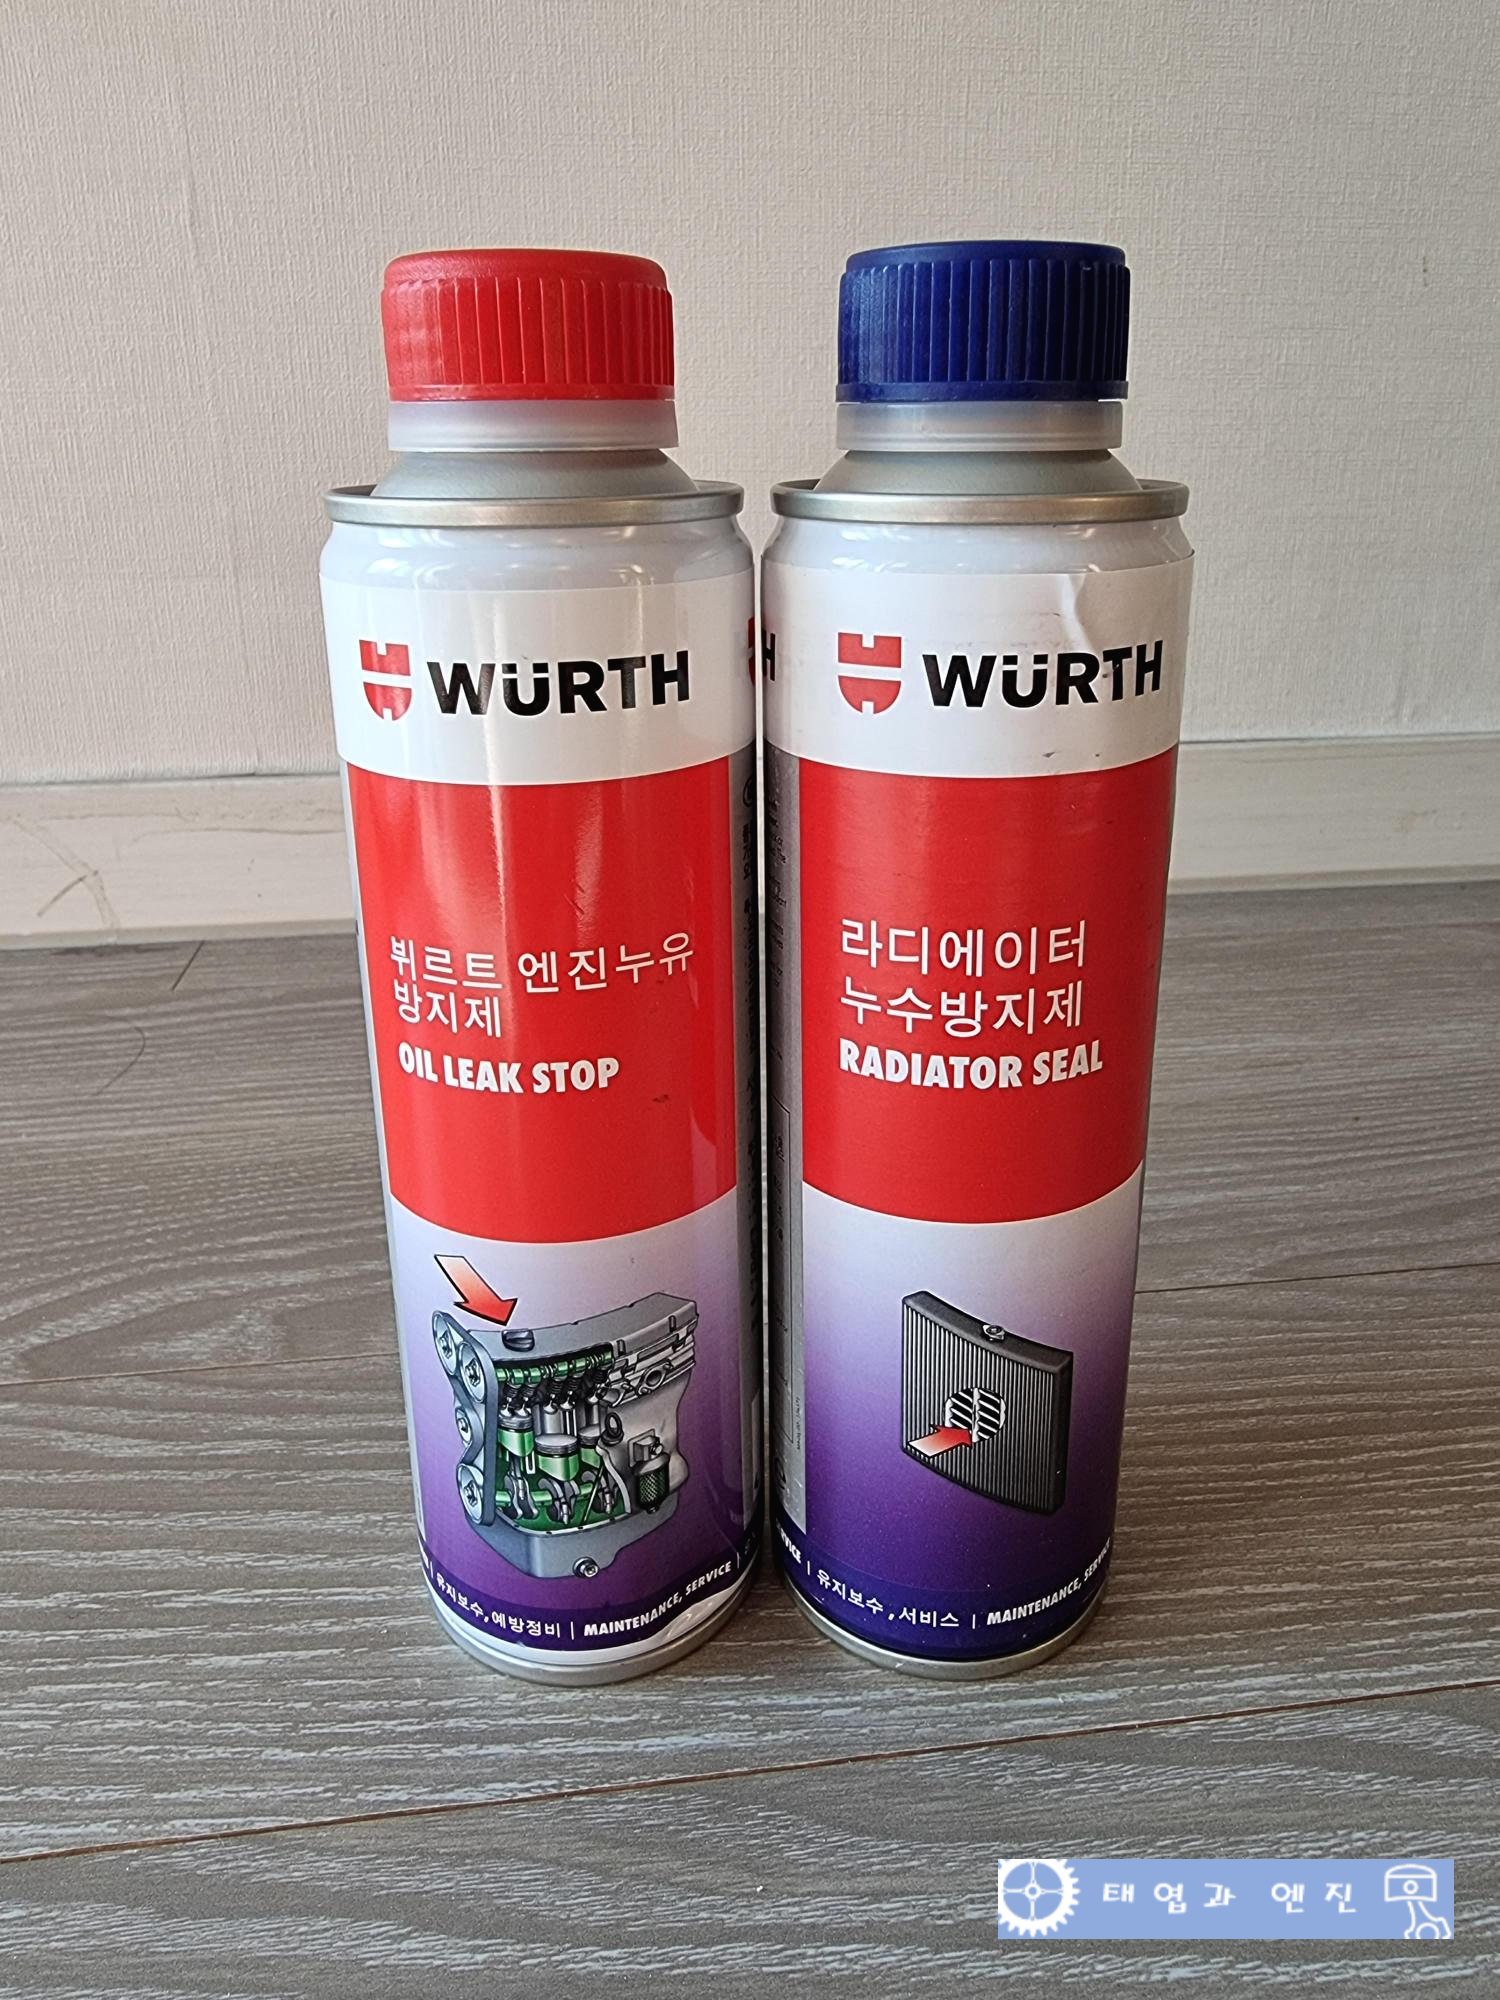 WÜRTH
뷔르트 엔진누유
방지제
OIL LEAK STOP
유지보수,예방정비 | MAINTENANCE, SERVICE |
WÜRTH
라디에이터
누수방지제
RADIATOR SEAL
| 유지보수,서비스 | MAINTENANCE, SERVICE
태엽과 엔진